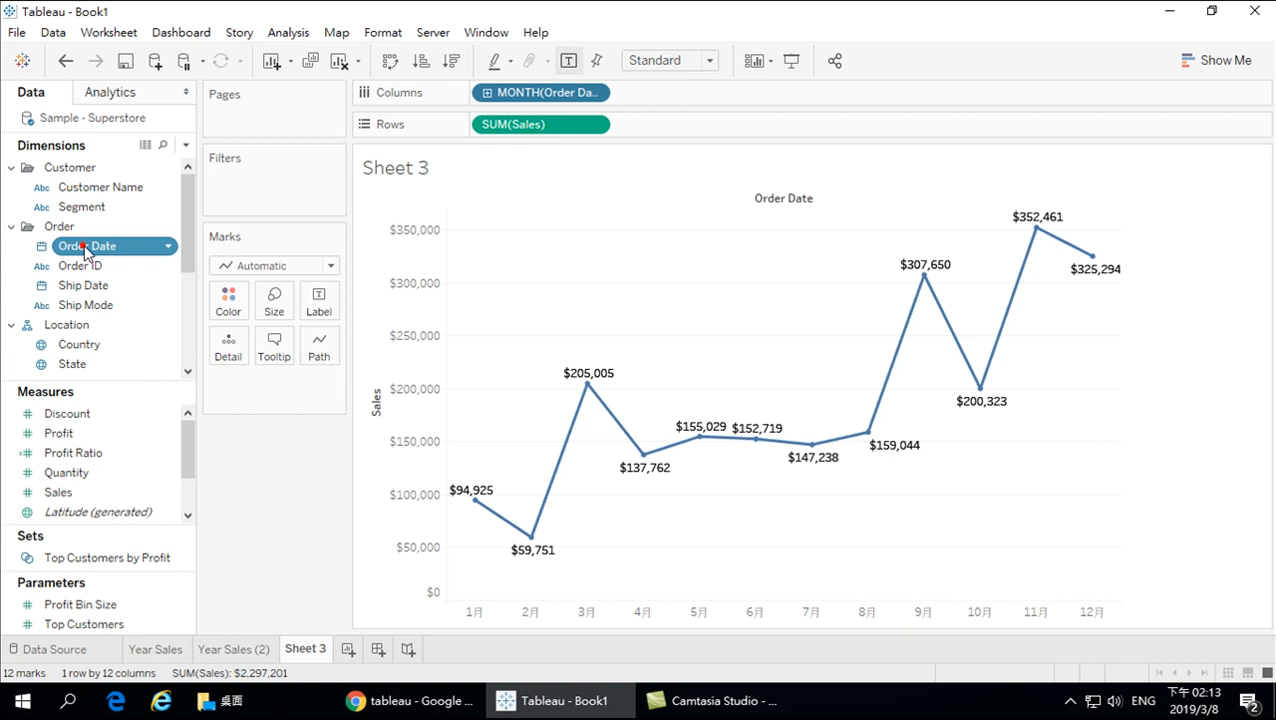 Tableau - Book1
File Data Worksheet Dashboard Story Analysis Map Format Server Window Help
Standard
Show Me
Data Analytics
Sample - Superstore
Dimensions
Customer
Abc Customer Name
Abc Segment
Order
Order Date
Abc Order ID
Ship Date
Abc Ship Mode
Location
Country
State
Measures
Discount
Profit
Profit Ratio
Quantity
Sales
Latitude (generated)
Sets
Top Customers by Profit
Parameters
Profit Bin Size
Top Customers
Pages
Filters
Marks
Automatic
Color Size Label
Detail Tooltip Path
Columns MONTH(Order Da..
Rows SUM(Sales)
Sheet 3
Order Date
Sales
$350,000
$300,000
$250,000
$200,000
$150,000
$100,000
$50,000
$0
$94,925
$59,751
$205,005
$137,762
$155,029
$152,719
$147,238
$159,044
$307,650
$200,323
$352,461
$325,294
1月 2月 3月 4月 5月 6月 7月 8月 9月 10月 11月 12月
Data Source Year Sales Year Sales (2) Sheet 3
12 marks 1 row by 12 columns SUM(Sales): $2,297,201
桌面 tableau - Google ... Tableau - Book1 Camtasia Studio - ... ENG
下午 02:13
2019/3/8
2